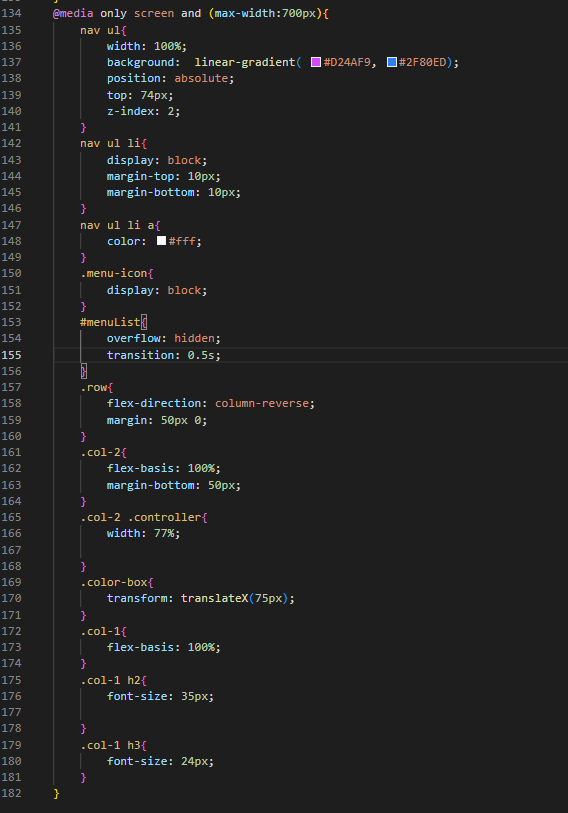 134 @media only screen and (max-width:700px){
135 nav ul{
136 width: 100%;
137 background:  linear-gradient( #D24AF9, #2F80ED);
138 position: absolute;
139 top: 74px;
140 z-index: 2;
141 }
142 nav ul li{
143 display: block;
144 margin-top: 10px;
145 margin-bottom: 10px;
146 }
147 nav ul li a{
148 color: #fff;
149 }
150 .menu-icon{
151 display: block;
152 }
153 #menuList{
154 overflow: hidden;
155 transition: 0.5s;
156 }
157 .row{
158 flex-direction: column-reverse;
159 margin: 50px 0;
160 }
161 .col-2{
162 flex-basis: 100%;
163 margin-bottom: 50px;
164 }
165 .col-2 .controller{
166 width: 77%;
167
168 }
169 .color-box{
170 transform: translateX(75px);
171 }
172 .col-1{
173 flex-basis: 100%;
174 }
175 .col-1 h2{
176 font-size: 35px;
177
178 }
179 .col-1 h3{
180 font-size: 24px;
181 }
182 }